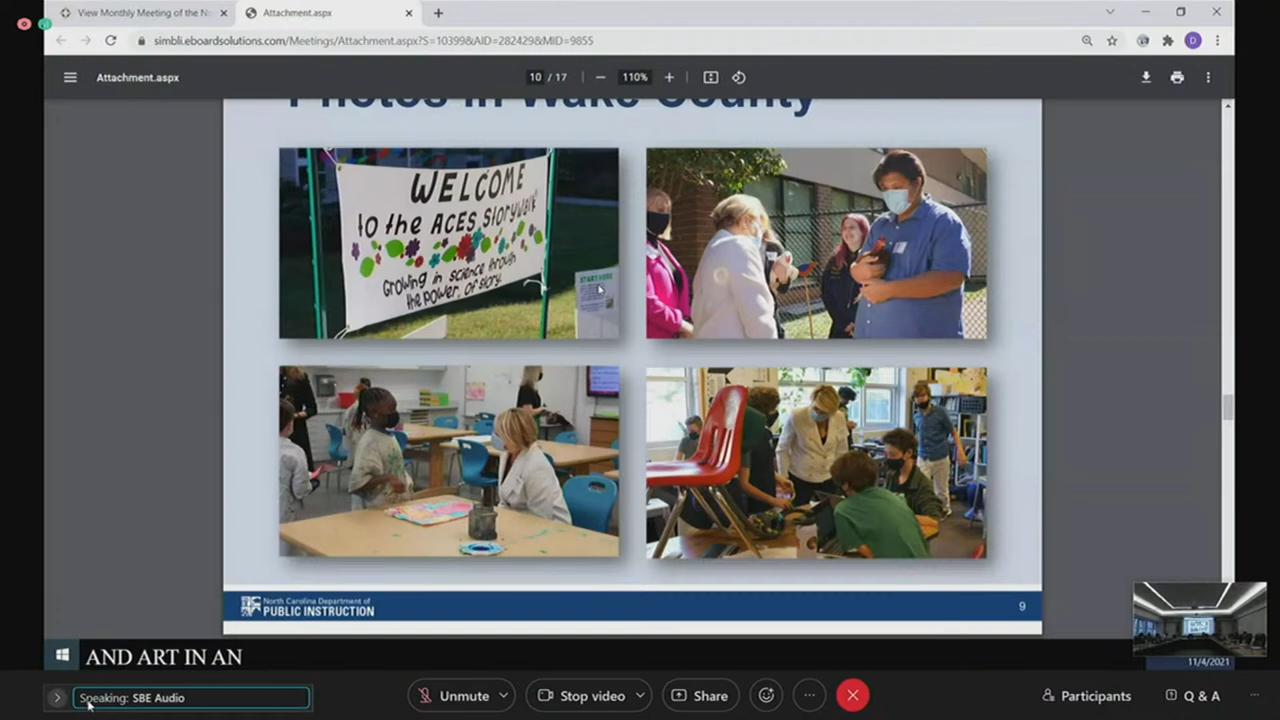 View Monthly Meeting of the N
Attachment.aspx
simbli.eboardsolutions.com/Meetings/Attachment.aspx?S=10399&AID=282429&MID=9855
Attachment.aspx
10 / 17
110%
Photos in Wake County
WELCOME
to the ACES Storywalk
Growing in science through
the power of story.
START HERE
North Carolina Department of
PUBLIC INSTRUCTION
9
AND ART IN AN
11/4/2021
Speaking: SBE Audio
Unmute
Stop video
Share
Participants
Q & A